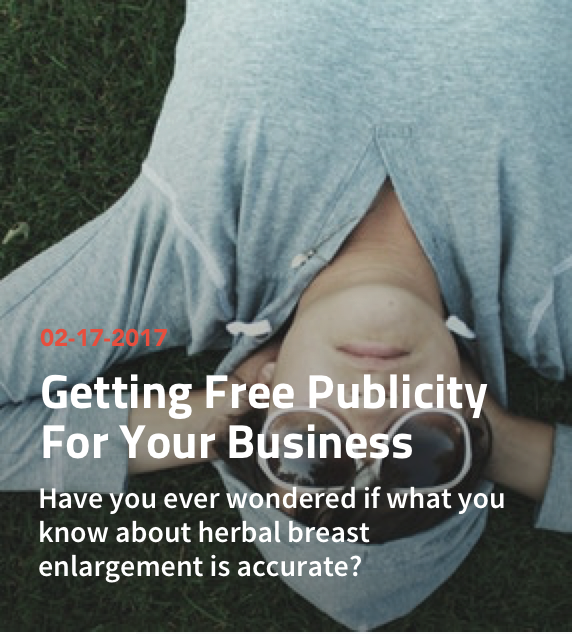 02-17-2017
Getting Free Publicity
For Your Business
Have you ever wondered if what you
know about herbal breast
enlargement is accurate?